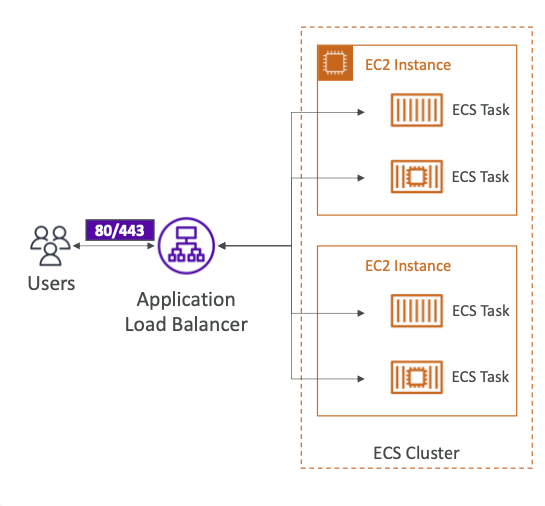 EC2 Instance
ECS Task
ECS Task
80/443
Users
Application
Load Balancer
EC2 Instance
ECS Task
ECS Task
ECS Cluster